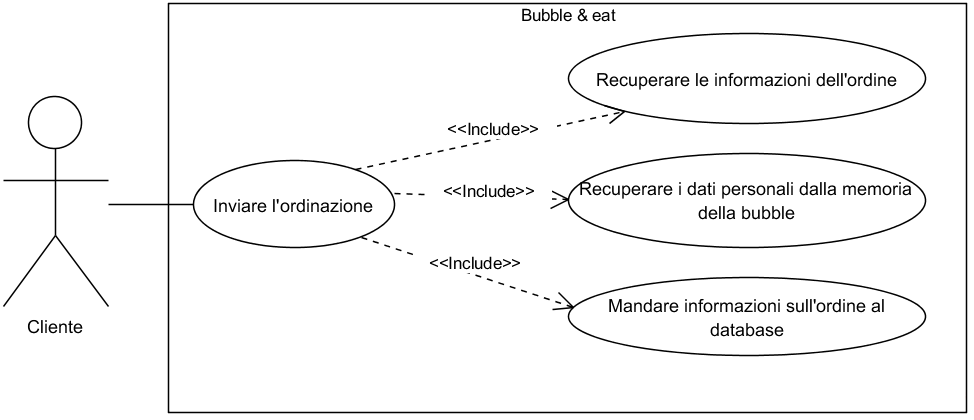 Bubble & eat
Recuperare le informazioni dell'ordine
<<Include>>
Recuperare i dati personali dalla memoria
della bubble
<<Include>>
Inviare l'ordinazione
<<Include>>
Mandare informazioni sull'ordine al
database
Cliente